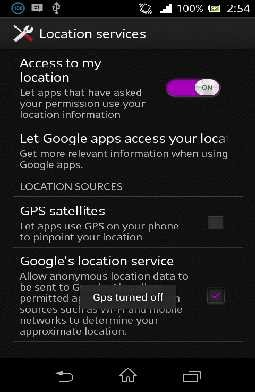 100% 2:54
Location services
Access to my
location
Let apps that have asked
your permission use your
location information
ON
Let Google apps access your loca
Get more relevant information when using
Google apps.
LOCATION SOURCES
GPS satellites
Let apps use GPS on your phone
to pinpoint your location
Google's location service
Allow anonymous location data to
be sent to G
permitted app
Gps turned off
sources such as Wi-Fi and mobile
networks to determine your
approximate location.